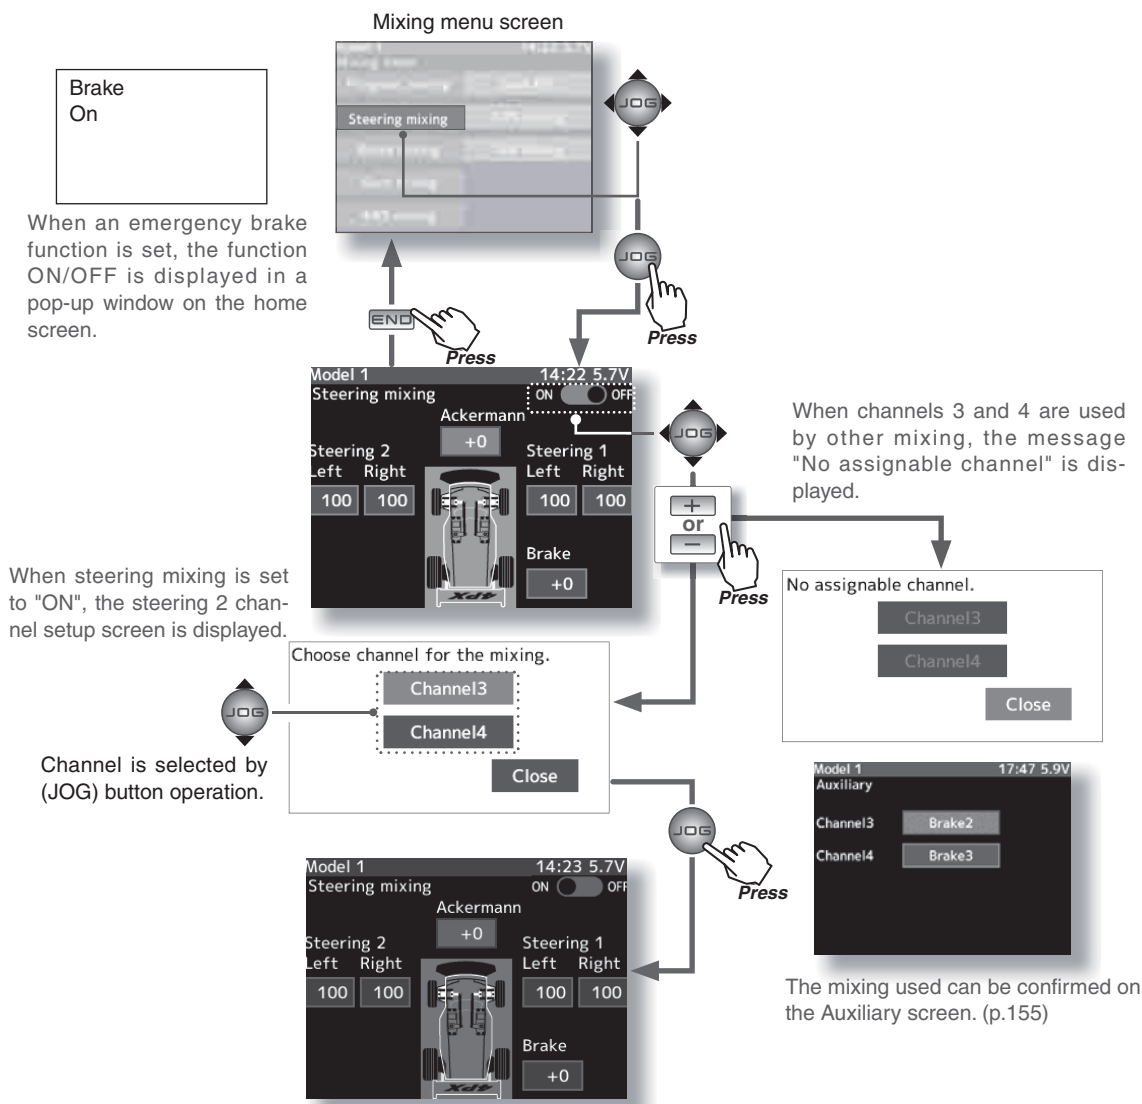 Mixing menu screen
Brake
On
When an emergency brake
function is set, the function
ON/OFF is displayed in a
pop-up window on the home
screen.
Steering mixing
JOG
JOG
Press
END
Press
Model 1 14:22 5.7V
Steering mixing ON OFF
Ackermann
+0
Steering 2 Steering 1
Left Right Left Right
100 100 100 100
Brake
+0
4PX
JOG
+
or
−
Press
When channels 3 and 4 are used
by other mixing, the message
"No assignable channel" is dis-
played.
No assignable channel.
Channel3
Channel4
Close
When steering mixing is set
to "ON", the steering 2 chan-
nel setup screen is displayed.
Choose channel for the mixing.
Channel3
Channel4
Close
JOG
Channel is selected by
(JOG) button operation.
JOG
Press
Model 1 17:47 5.9V
Auxiliary
Channel3 Brake2
Channel4 Brake3
The mixing used can be confirmed on
the Auxiliary screen. (p.155)
Model 1 14:23 5.7V
Steering mixing ON OFF
Ackermann
+0
Steering 2 Steering 1
Left Right Left Right
100 100 100 100
Brake
+0
4PX